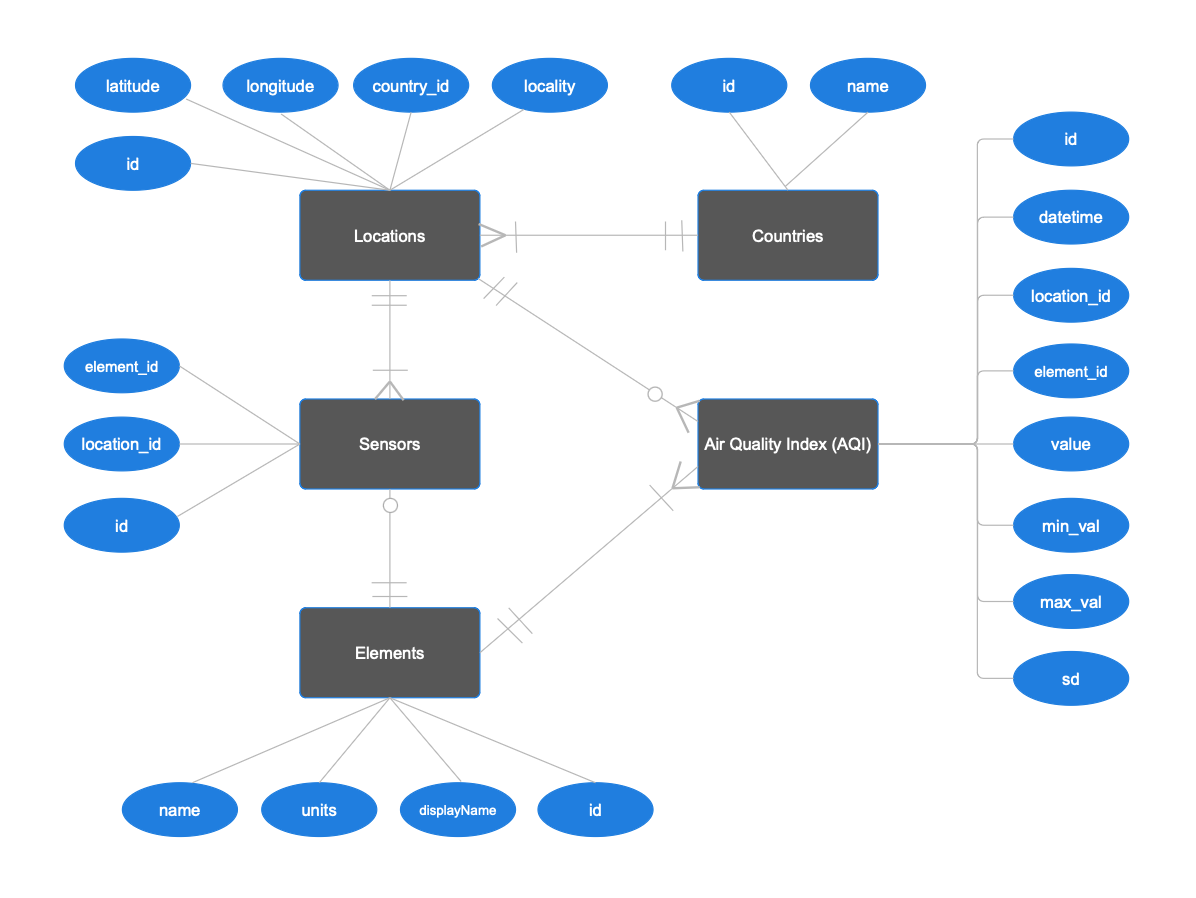 latitude
longitude
country_id
locality
id
name
id
id
Locations
Countries
datetime
location_id
element_id
element_id
location_id
Sensors
Air Quality Index (AQI)
value
id
min_val
max_val
Elements
sd
name
units
displayName
id